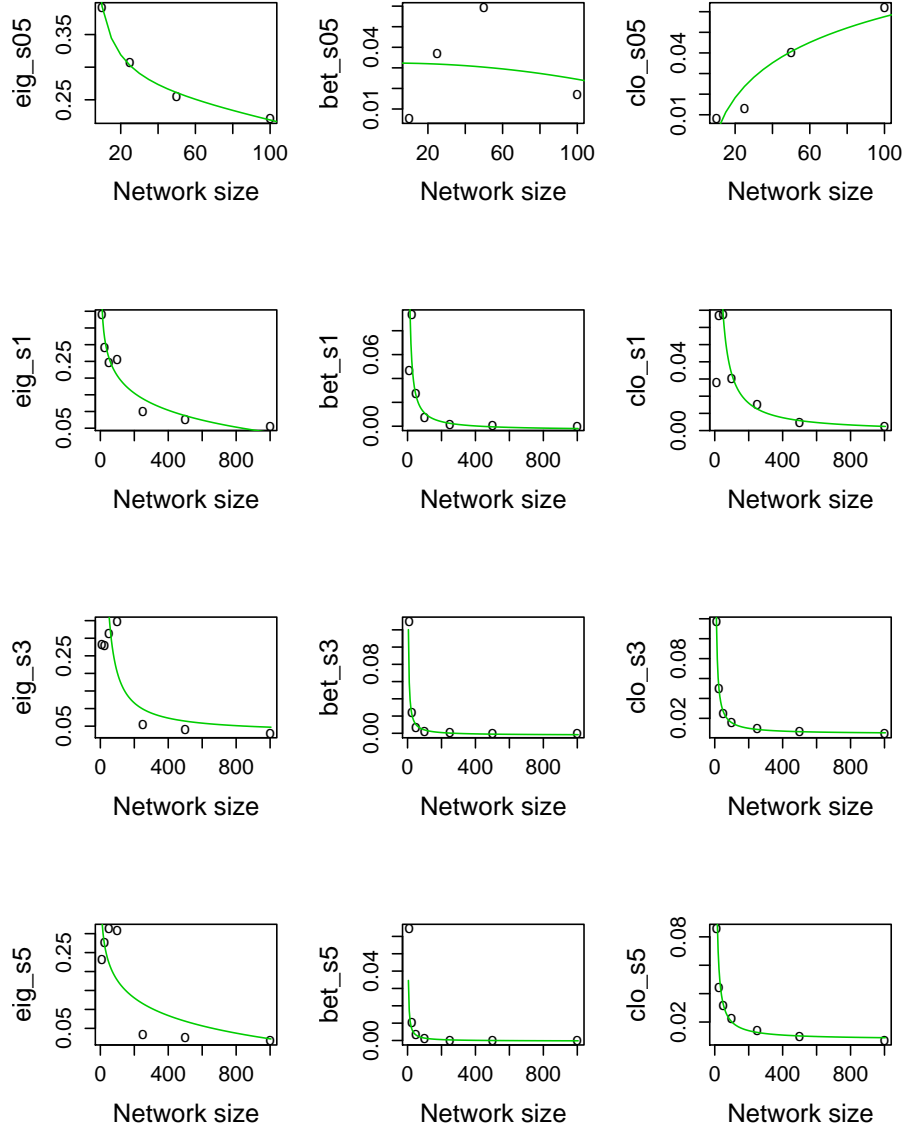 eig_s05
0.25 0.35
20 60 100
Network size
bet_s05
0.01 0.04
20 60 100
Network size
clo_s05
0.01 0.04
20 60 100
Network size
eig_s1
0.05 0.25
0 400 800
Network size
bet_s1
0.00 0.06
0 400 800
Network size
clo_s1
0.00 0.04
0 400 800
Network size
eig_s3
0.05 0.25
0 400 800
Network size
bet_s3
0.00 0.08
0 400 800
Network size
clo_s3
0.02 0.08
0 400 800
Network size
eig_s5
0.05 0.25
0 400 800
Network size
bet_s5
0.00 0.04
0 400 800
Network size
clo_s5
0.02 0.08
0 400 800
Network size